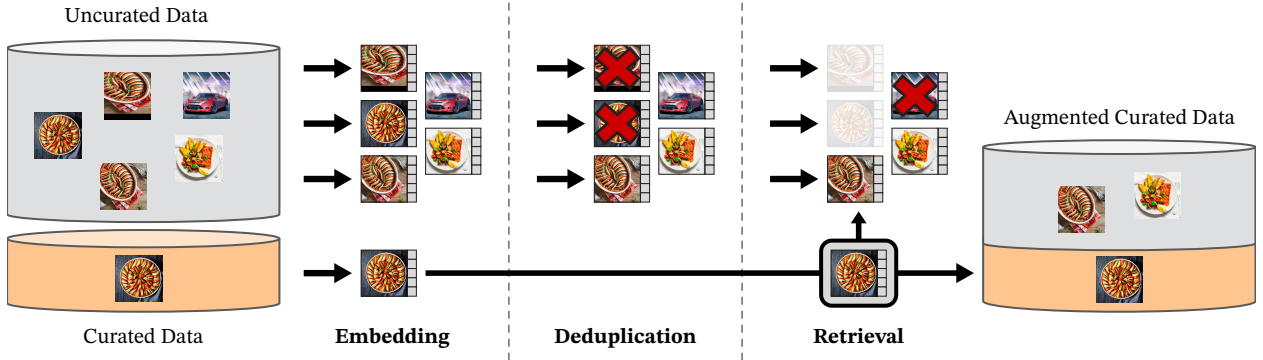 Uncurated Data
Augmented Curated Data
Curated Data
Embedding
Deduplication
Retrieval